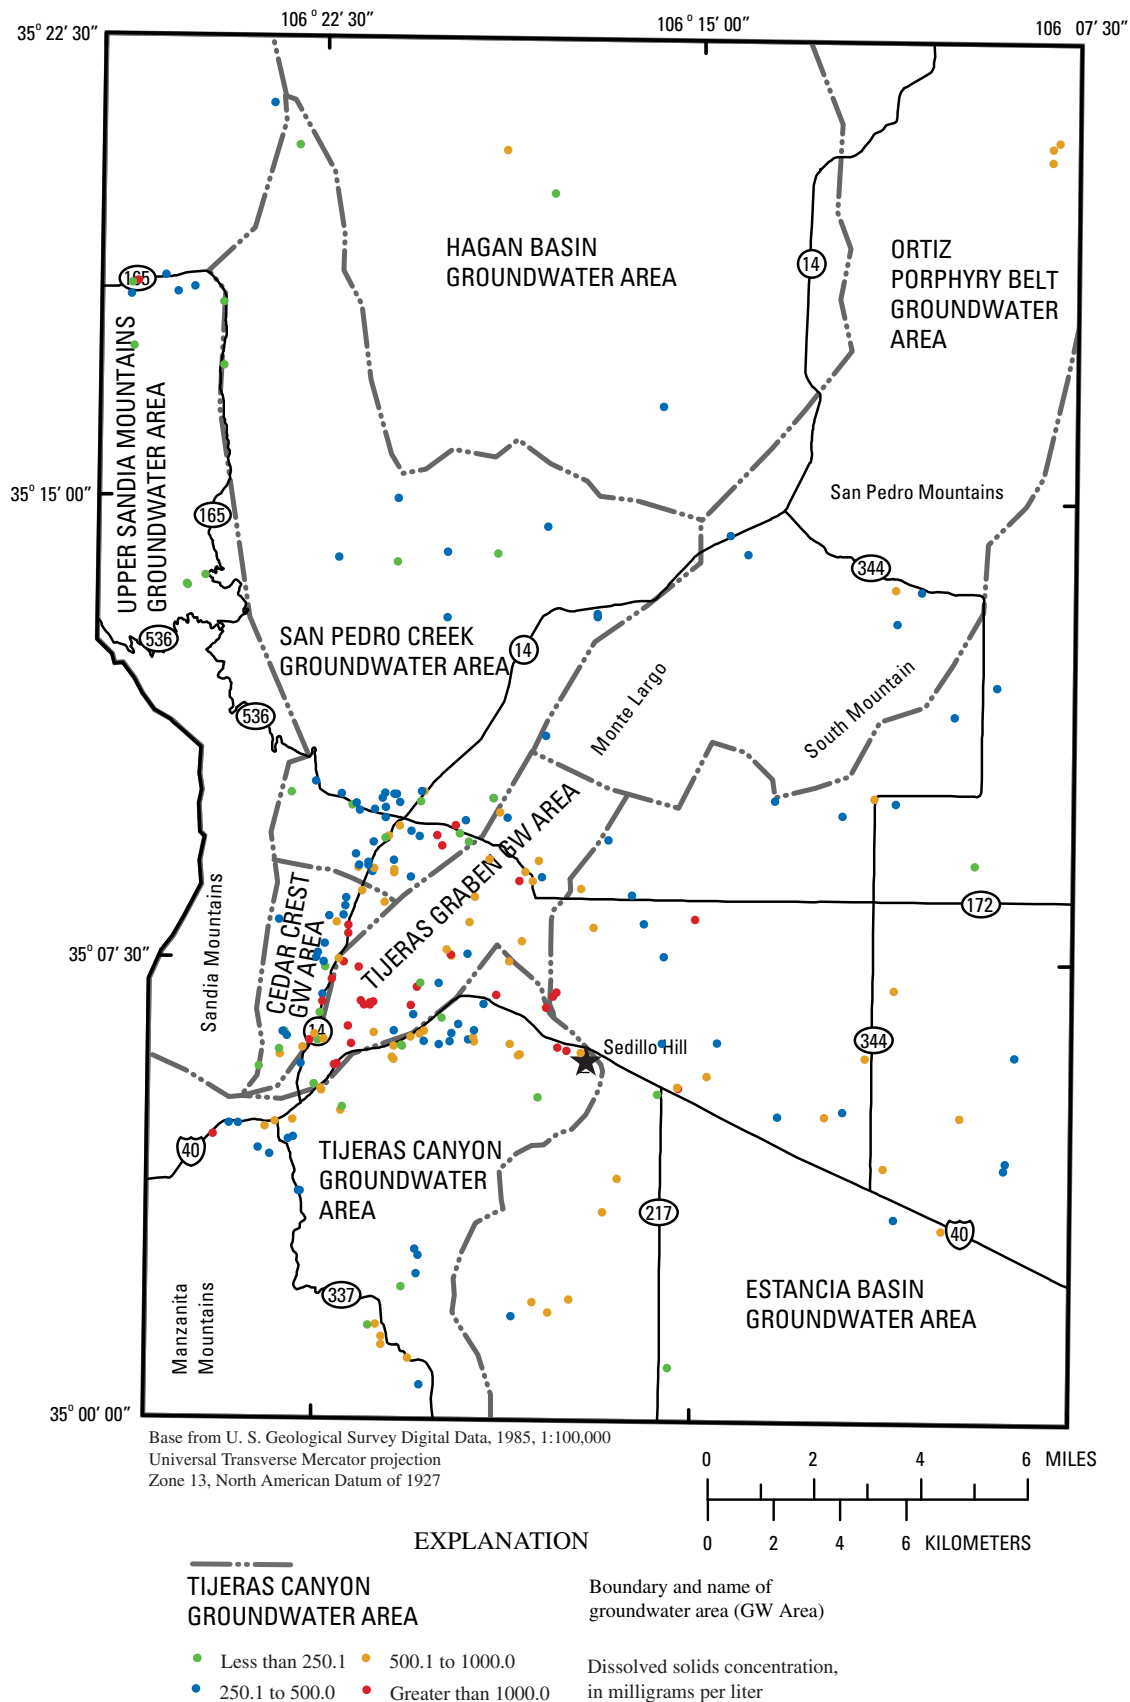 106° 22' 30"
106° 15' 00"
106 07' 30"
35° 22' 30"
HAGAN BASIN
GROUNDWATER AREA
ORTIZ
PORPHYRY BELT
GROUNDWATER
AREA
14
165
UPPER SANDIA MOUNTAINS
GROUNDWATER AREA
35° 15' 00"
San Pedro Mountains
165
344
536
SAN PEDRO CREEK
GROUNDWATER AREA
14
536
Monte Largo
South Mountain
TIJERAS GRABEN GW AREA
172
Sandia Mountains
CEDAR CREST
GW AREA
35° 07' 30"
14
Sedillo Hill
344
40
TIJERAS CANYON
GROUNDWATER
AREA
217
40
337
Manzanita
Mountains
ESTANCIA BASIN
GROUNDWATER AREA
35° 00' 00"
Base from U. S. Geological Survey Digital Data, 1985, 1:100,000
Universal Transverse Mercator projection
Zone 13, North American Datum of 1927
0 2 4 6 MILES
0 2 4 6 KILOMETERS
EXPLANATION
TIJERAS CANYON
GROUNDWATER AREA
Boundary and name of
groundwater area (GW Area)
Less than 250.1
500.1 to 1000.0
250.1 to 500.0
Greater than 1000.0
Dissolved solids concentration,
in milligrams per liter